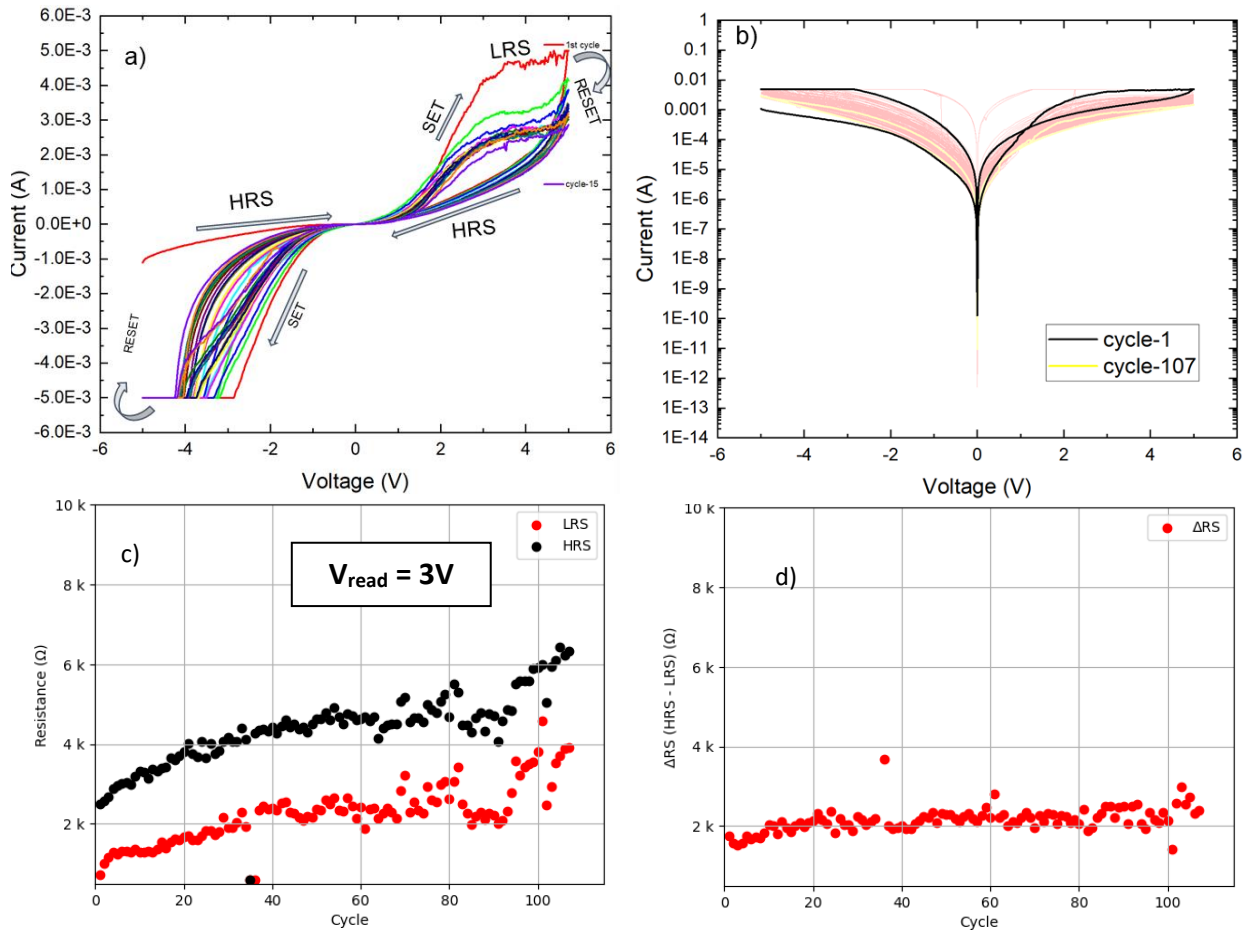 a)
6.0E-3
5.0E-3
4.0E-3
3.0E-3
2.0E-3
1.0E-3
0.0E+0
-1.0E-3
-2.0E-3
-3.0E-3
-4.0E-3
-5.0E-3
-6.0E-3
Current (A)
LRS
1st cycle
SET
RESET
cycle-15
HRS
HRS
SET
RESET
-6 -4 -2 0 2 4 6
Voltage (V)
b)
1
0.1
0.01
0.001
1E-4
1E-5
1E-6
1E-7
1E-8
1E-9
1E-10
1E-11
1E-12
1E-13
1E-14
Current (A)
cycle-1
cycle-107
-6 -4 -2 0 2 4 6
Voltage (V)
c)
10 k
8 k
6 k
4 k
2 k
Resistance (Ω)
Vread = 3V
LRS
HRS
0 20 40 60 80 100
Cycle
d)
10 k
8 k
6 k
4 k
2 k
ΔRS (HRS - LRS) (Ω)
ΔRS
0 20 40 60 80 100
Cycle